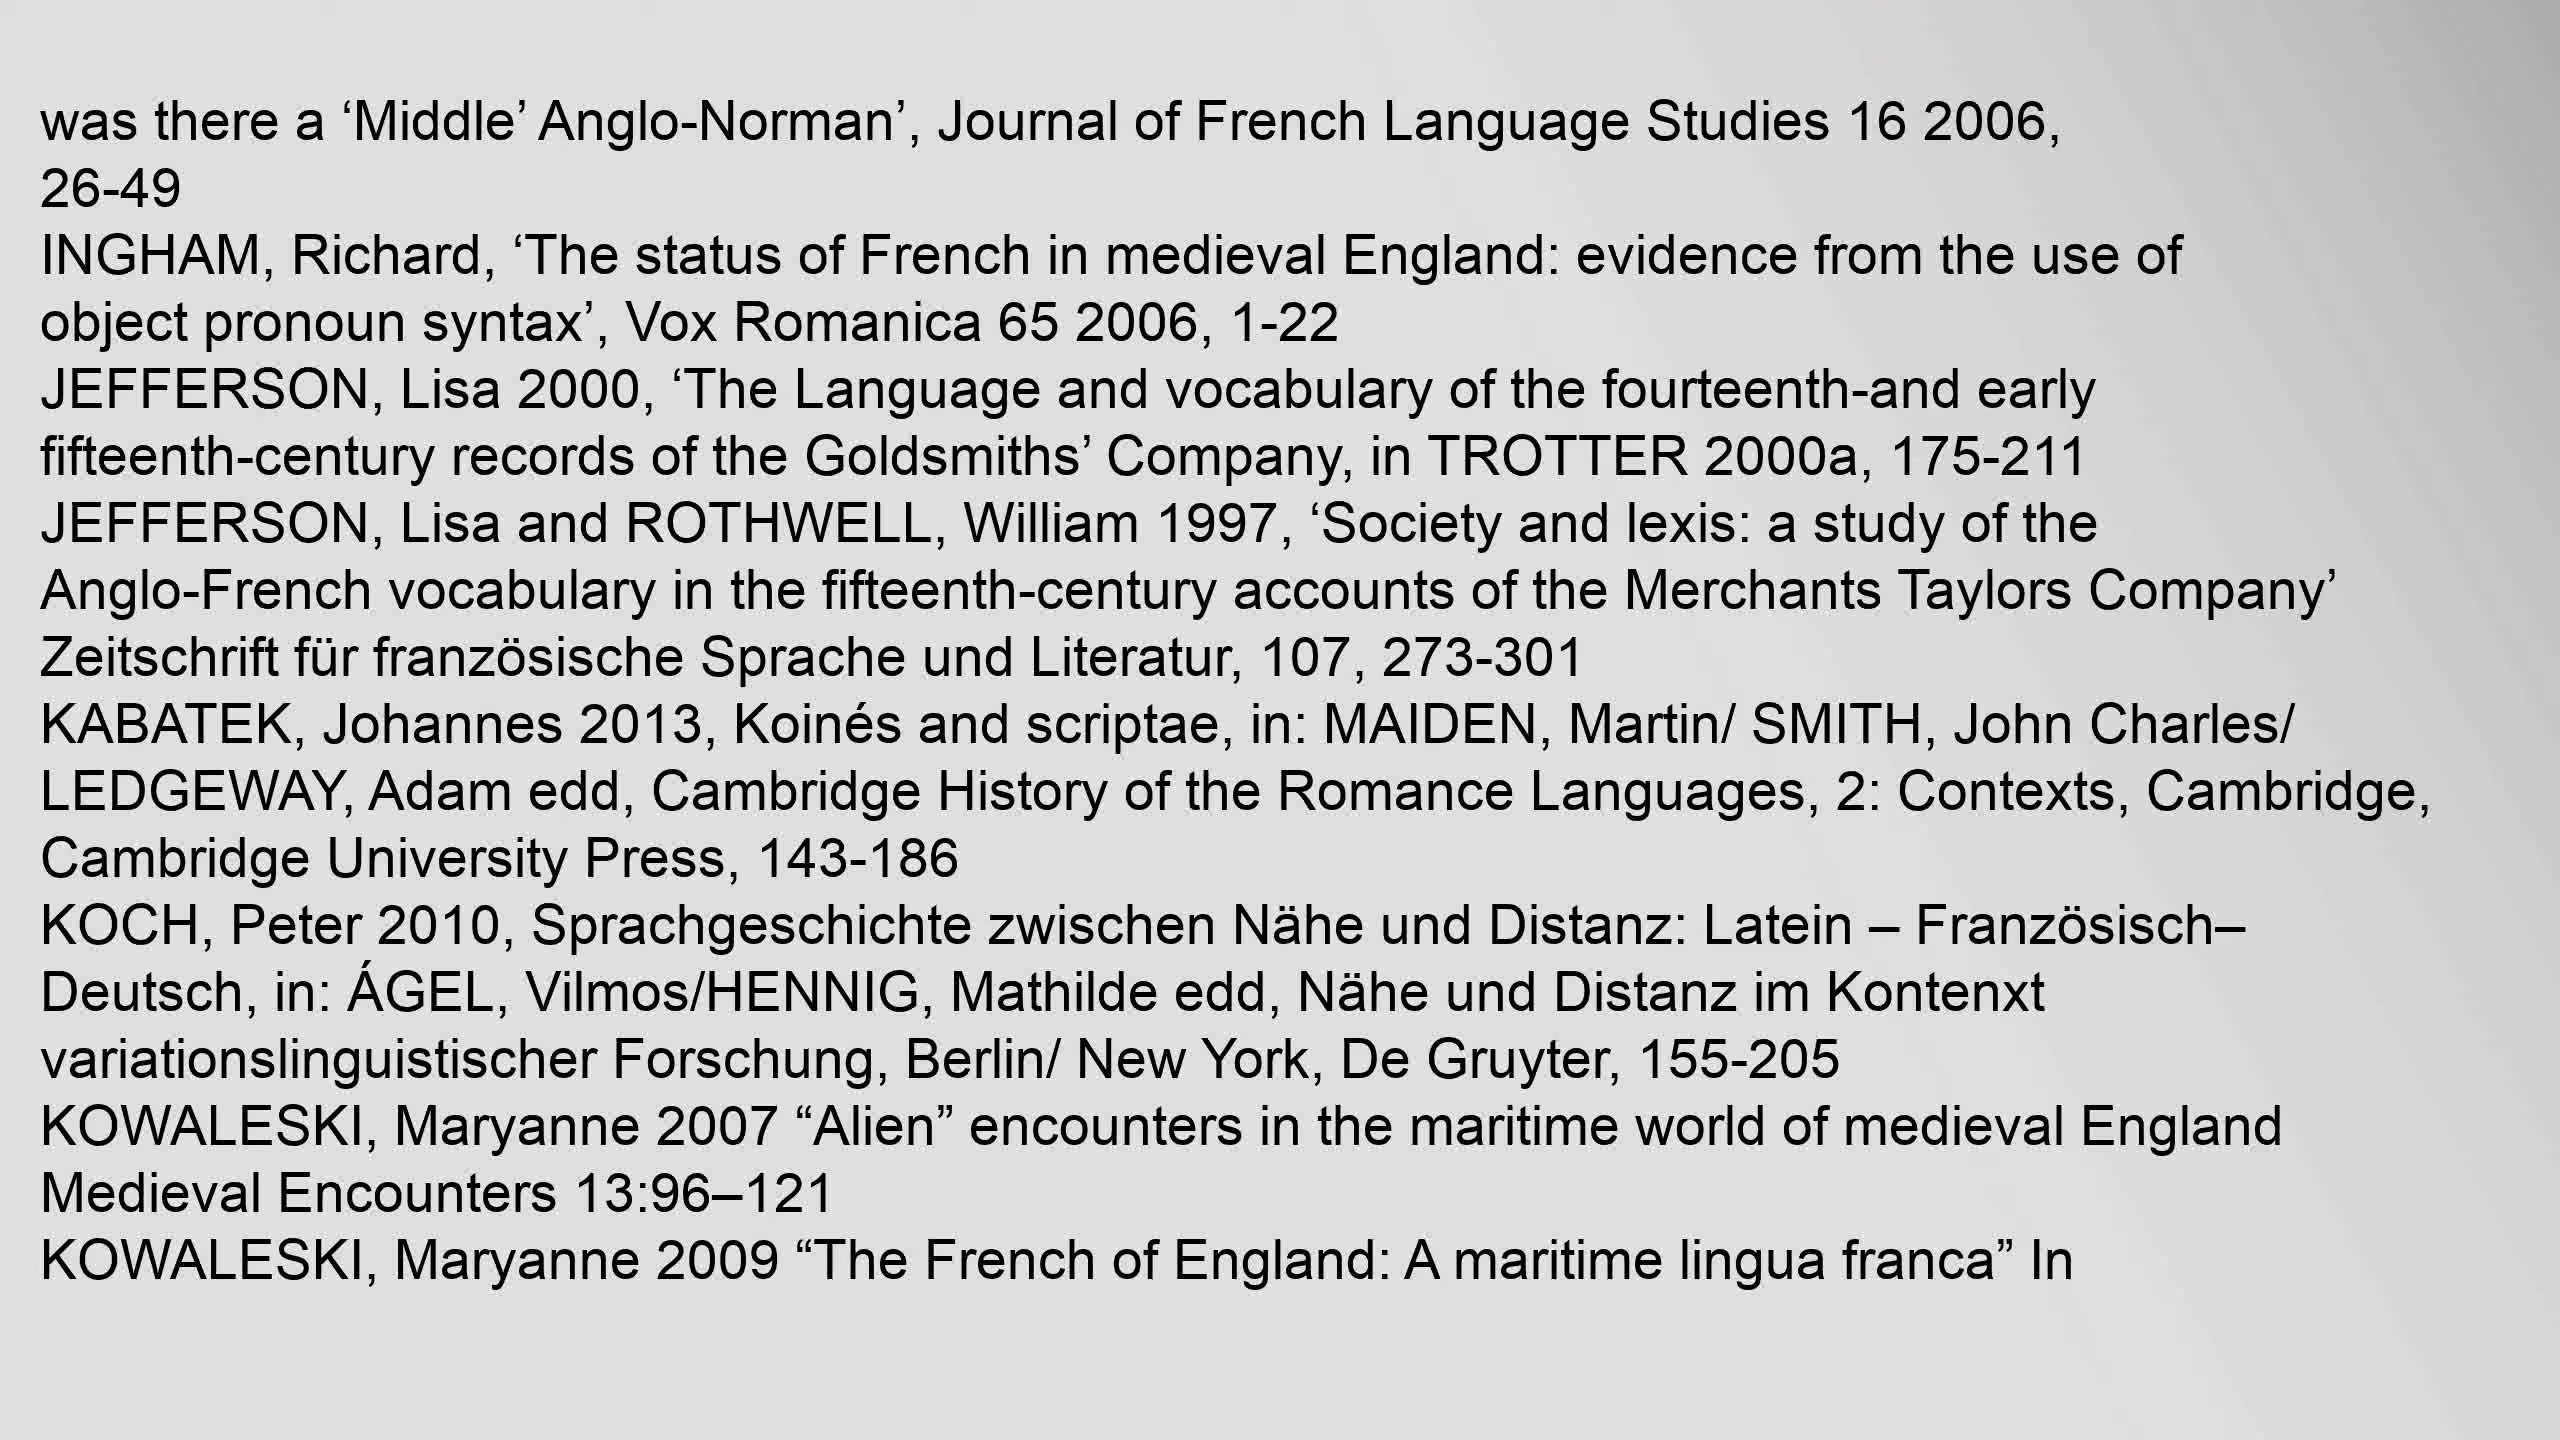 was there a ‘Middle’ Anglo-Norman’, Journal of French Language Studies 16 2006,
26-49
INGHAM, Richard, ‘The status of French in medieval England: evidence from the use of
object pronoun syntax’, Vox Romanica 65 2006, 1-22
JEFFERSON, Lisa 2000, ‘The Language and vocabulary of the fourteenth-and early
fifteenth-century records of the Goldsmiths’ Company, in TROTTER 2000a, 175-211
JEFFERSON, Lisa and ROTHWELL, William 1997, ‘Society and lexis: a study of the
Anglo-French vocabulary in the fifteenth-century accounts of the Merchants Taylors Company’
Zeitschrift für französische Sprache und Literatur, 107, 273-301
KABATEK, Johannes 2013, Koinés and scriptae, in: MAIDEN, Martin/ SMITH, John Charles/
LEDGEWAY, Adam edd, Cambridge History of the Romance Languages, 2: Contexts, Cambridge,
Cambridge University Press, 143-186
KOCH, Peter 2010, Sprachgeschichte zwischen Nähe und Distanz: Latein – Französisch–
Deutsch, in: ÁGEL, Vilmos/HENNIG, Mathilde edd, Nähe und Distanz im Kontenxt
variationslinguistischer Forschung, Berlin/ New York, De Gruyter, 155-205
KOWALESKI, Maryanne 2007 “Alien” encounters in the maritime world of medieval England
Medieval Encounters 13:96–121
KOWALESKI, Maryanne 2009 “The French of England: A maritime lingua franca” In